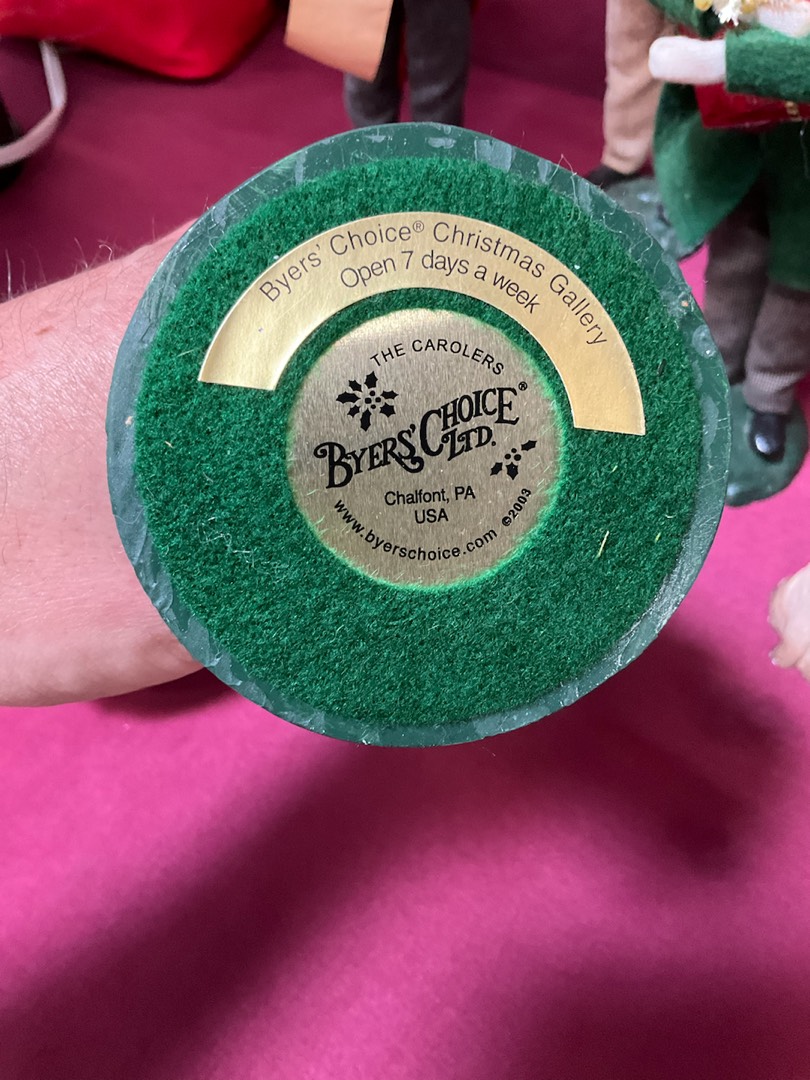 Byers' Choice® Christmas Gallery
Open 7 days a week
THE CAROLERS
BYERS' CHOICE®
LTD.
Chalfont, PA
USA
www.byerschoice.com ©2003